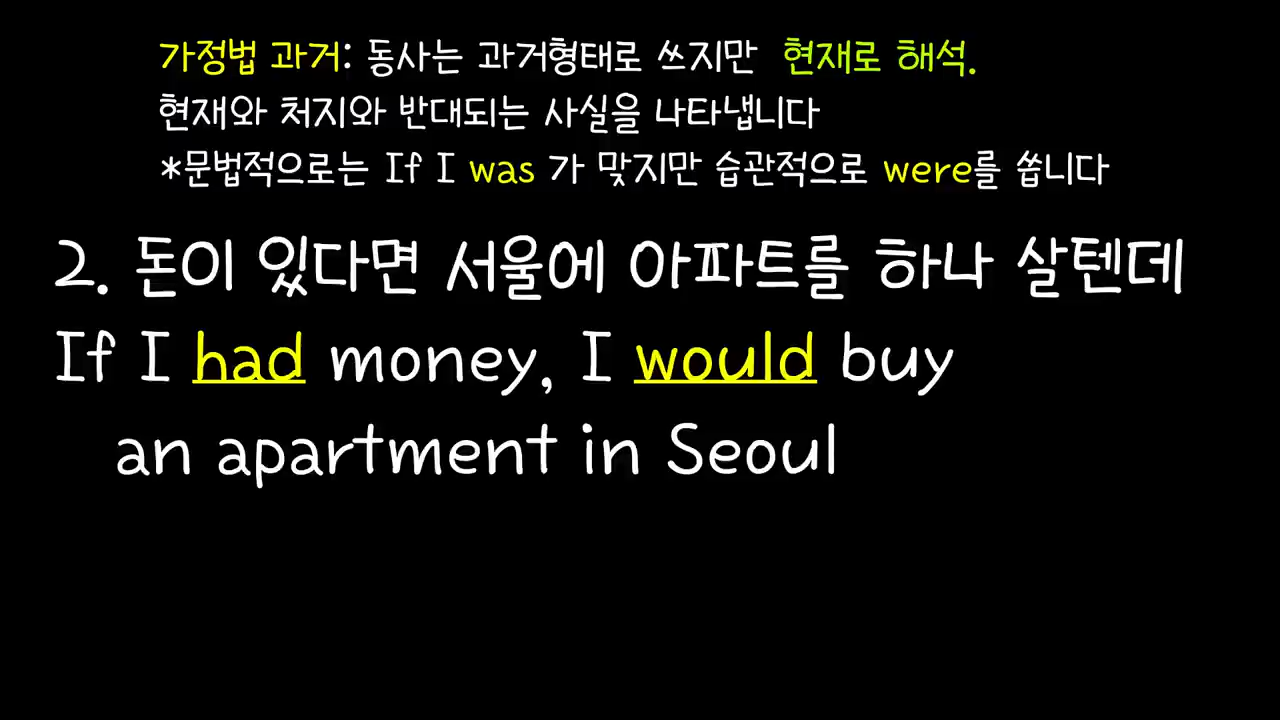 가정법 과거: 동사는 과거형태로 쓰지만 현재로 해석.
현재와 처지와 반대되는 사실을 나타냅니다
*문법적으로는 If I was 가 맞지만 습관적으로 were를 씁니다
2. 돈이 있다면 서울에 아파트를 하나 살텐데
If I had money, I would buy
an apartment in Seoul